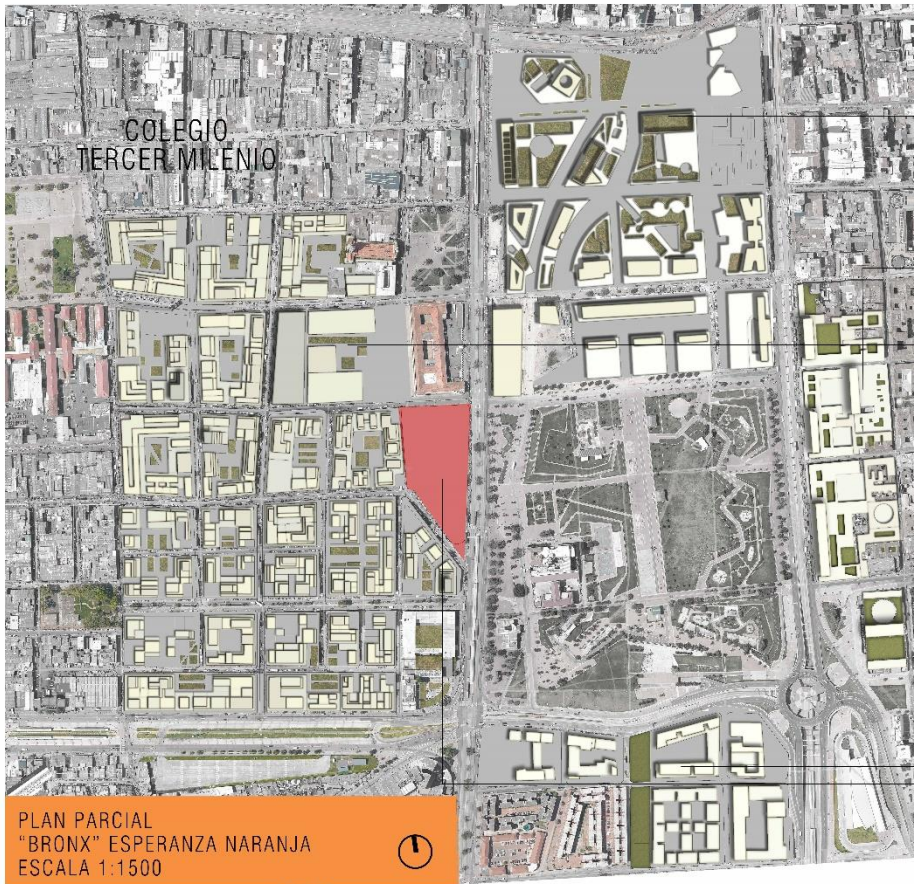 COLEGIO
TERCER MILENIO
PLAN PARCIAL
"BRONX" ESPERANZA NARANJA
ESCALA 1:1500